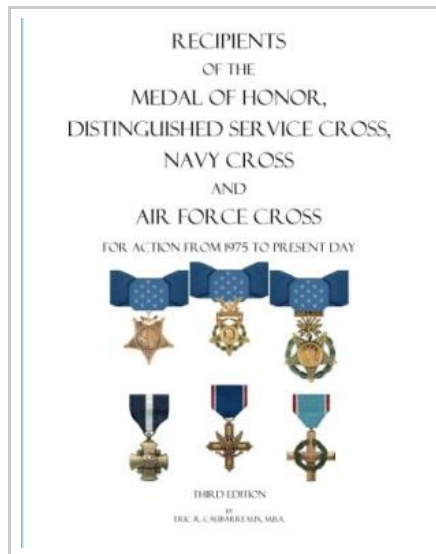 RECIPIENTS
OF THE
MEDAL OF HONOR,
DISTINGUISHED SERVICE CROSS,
NAVY CROSS
AND
AIR FORCE CROSS
FOR ACTION FROM 1975 TO PRESENT DAY
THIRD EDITION
BY
ERIC R. CAUBARREAUX, M.B.A.